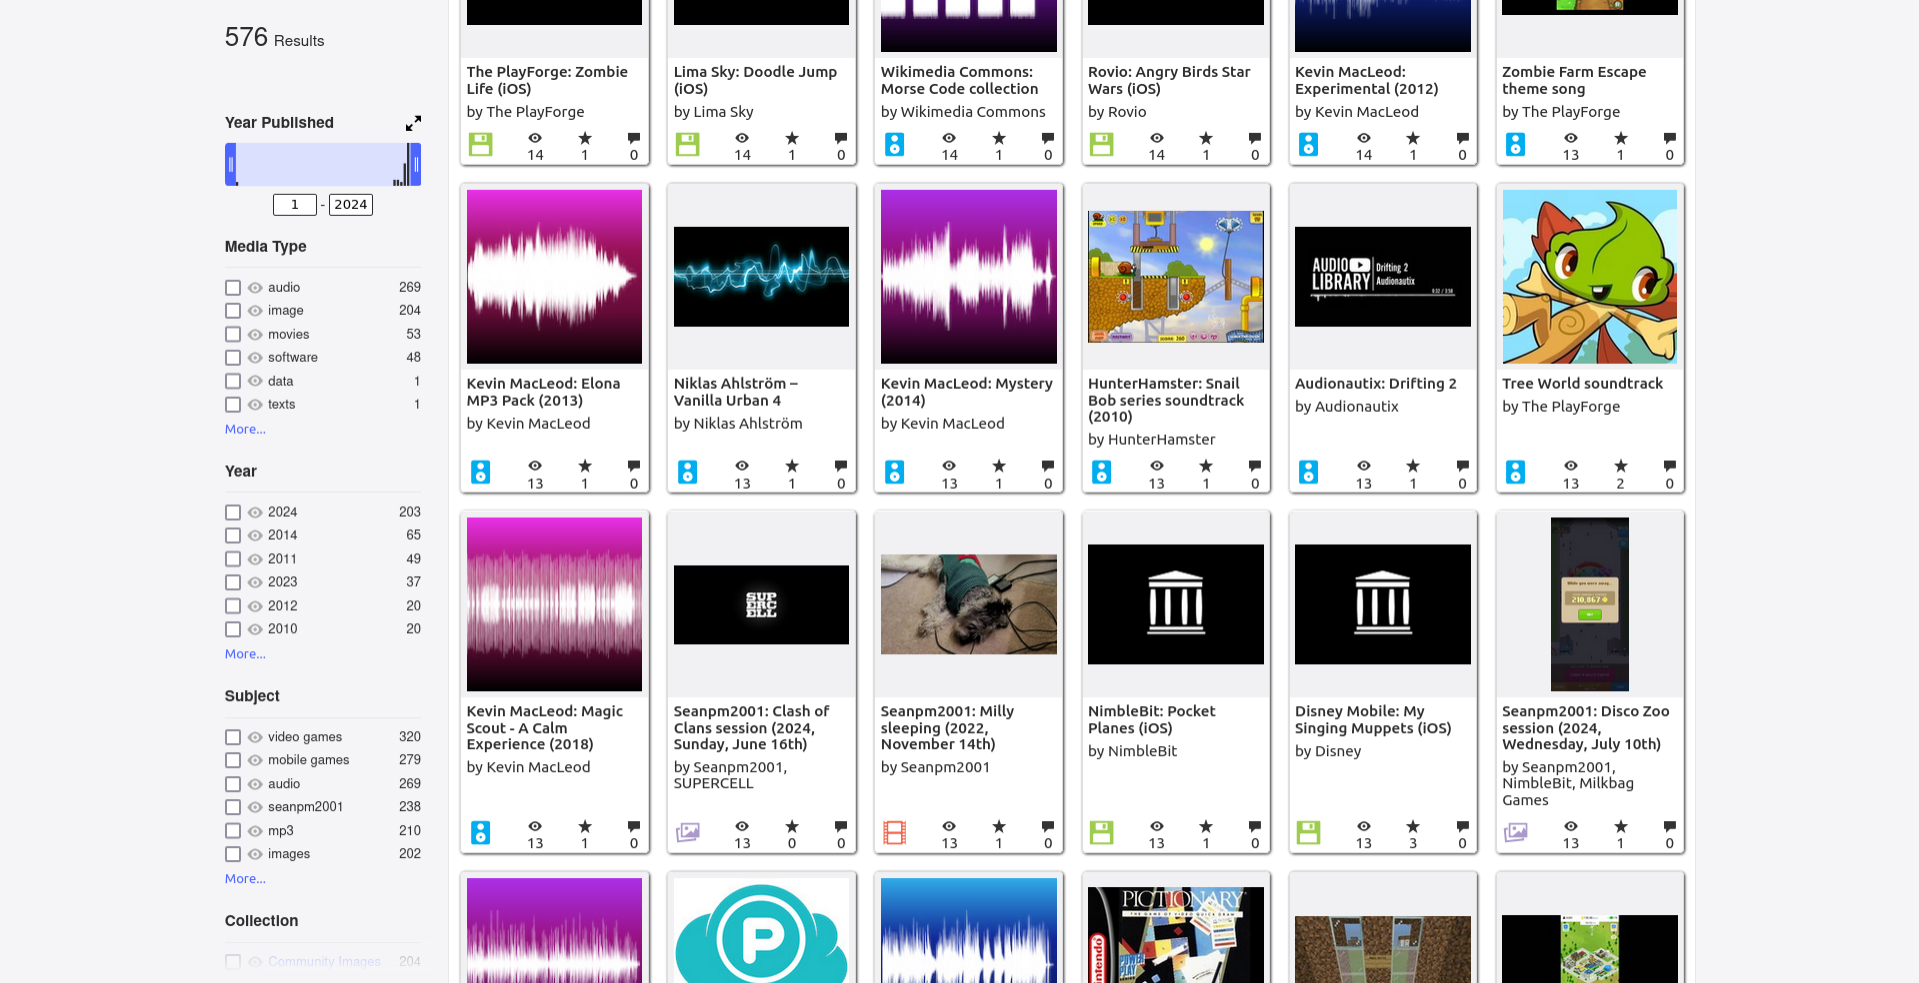 576 Results
Year Published
1 - 2024
Media Type
audio 269
image 204
movies 53
software 48
data 1
texts 1
More...
Year
2024 203
2014 65
2011 49
2023 37
2012 20
2010 20
More...
Subject
video games 320
mobile games 279
audio 269
seanpm2001 238
mp3 210
images 202
More...
Collection
Community Images 204
The PlayForge: Zombie
Life (iOS)
by The PlayForge
14 1 0
Lima Sky: Doodle Jump
(iOS)
by Lima Sky
14 1 0
Wikimedia Commons:
Morse Code collection
by Wikimedia Commons
14 1 0
Rovio: Angry Birds Star
Wars (iOS)
by Rovio
14 1 0
Kevin MacLeod:
Experimental (2012)
by Kevin MacLeod
14 1 0
Zombie Farm Escape
theme song
by The PlayForge
13 1 0
Kevin MacLeod: Elona
MP3 Pack (2013)
by Kevin MacLeod
13 1 0
Niklas Ahlström –
Vanilla Urban 4
by Niklas Ahlström
13 1 0
Kevin MacLeod: Mystery
(2014)
by Kevin MacLeod
13 1 0
HunterHamster: Snail
Bob series soundtrack
(2010)
by HunterHamster
13 1 0
AUDIO
LIBRARY
Drifting 2
Audionautix
Audionautix: Drifting 2
by Audionautix
13 1 0
Tree World soundtrack
by The PlayForge
13 2 0
Kevin MacLeod: Magic
Scout - A Calm
Experience (2018)
by Kevin MacLeod
13 1 0
SUP
ERC
ELL
Seanpm2001: Clash of
Clans session (2024,
Sunday, June 16th)
by Seanpm2001,
SUPERCELL
13 0 0
Seanpm2001: Milly
sleeping (2022,
November 14th)
by Seanpm2001
13 1 0
NimbleBit: Pocket
Planes (iOS)
by NimbleBit
13 1 0
Disney Mobile: My
Singing Muppets (iOS)
by Disney
13 3 0
210,867
Seanpm2001: Disco Zoo
session (2024,
Wednesday, July 10th)
by Seanpm2001,
NimbleBit, Milkbag
Games
13 1 0
P
PICTIONARY
THE GAME OF VIDEO QUICK DRAW
Nintendo
POWER
PLAY